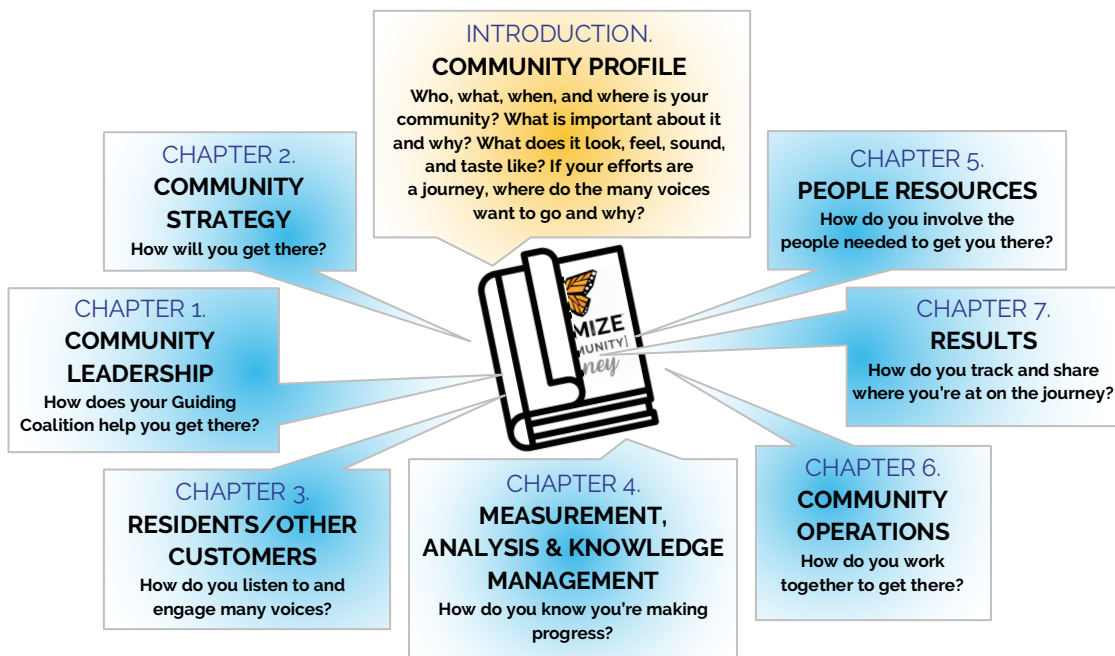 INTRODUCTION.
COMMUNITY PROFILE
Who, what, when, and where is your
community? What is important about it
and why? What does it look, feel, sound,
and taste like? If your efforts are
a journey, where do the many voices
want to go and why?
CHAPTER 2.
COMMUNITY
STRATEGY
How will you get there?
CHAPTER 5.
PEOPLE RESOURCES
How do you involve the
people needed to get you there?
CHAPTER 1.
COMMUNITY
LEADERSHIP
How does your Guiding
Coalition help you get there?
MIZE
MUNITY]
ney
CHAPTER 7.
RESULTS
How do you track and share
where you're at on the journey?
CHAPTER 3.
RESIDENTS/OTHER
CUSTOMERS
How do you listen to and
engage many voices?
CHAPTER 4.
MEASUREMENT,
ANALYSIS & KNOWLEDGE
MANAGEMENT
How do you know you're making
progress?
CHAPTER 6.
COMMUNITY
OPERATIONS
How do you work
together to get there?